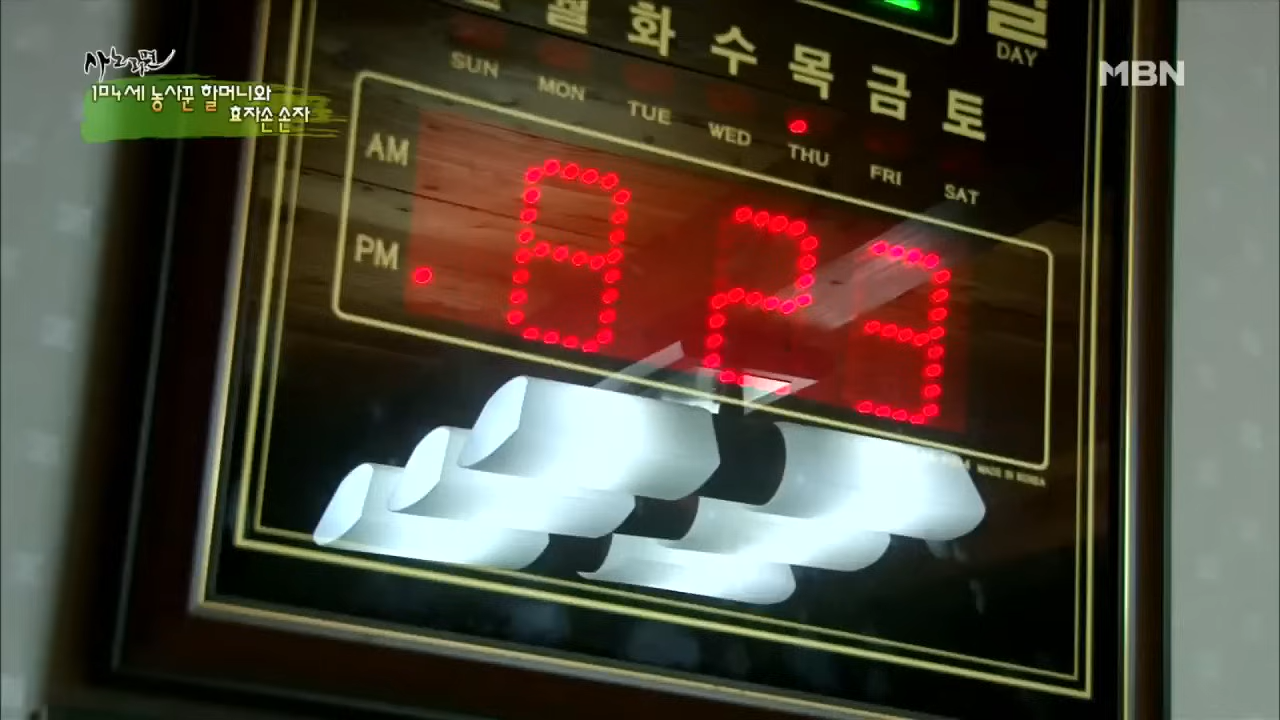 사노라면
104세 농사꾼 할머니와
효자손 손자
MBN
월 화 수 목 금 토
DAY
SUN MON TUE WED THU FRI SAT
AM
PM
8 23
MADE IN KOREA